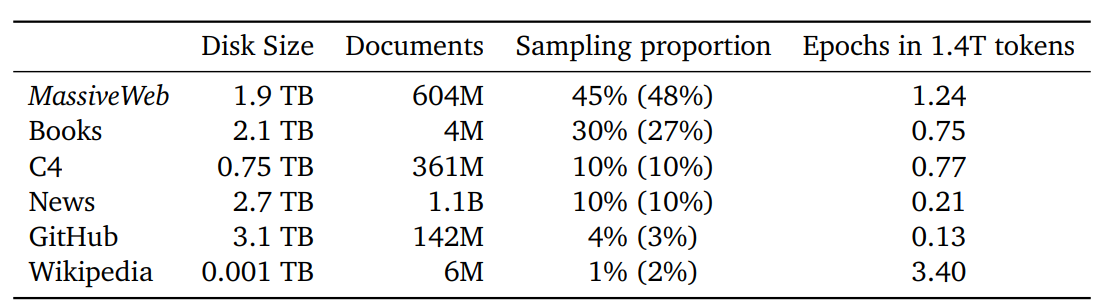 Disk Size Documents Sampling proportion Epochs in 1.4T tokens
MassiveWeb 1.9 TB 604M 45% (48%) 1.24
Books 2.1 TB 4M 30% (27%) 0.75
C4 0.75 TB 361M 10% (10%) 0.77
News 2.7 TB 1.1B 10% (10%) 0.21
GitHub 3.1 TB 142M 4% (3%) 0.13
Wikipedia 0.001 TB 6M 1% (2%) 3.40